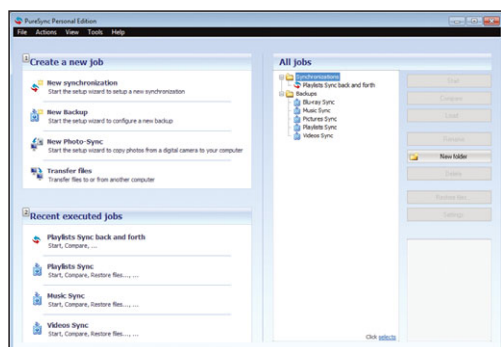 PureSync Personal Edition
File Actions View Tools Help
Create a new job
New synchronization
Start the setup wizard to setup a new synchronization
New Backup
Start the setup wizard to configure a new backup
New Photo-Sync
Start the setup wizard to copy photos from a digital camera to your computer
Transfer files
Transfer files to or from another computer
Recent executed jobs
Playlists Sync back and forth
Start, Compare, ...
Playlists Sync
Start, Compare, Restore files..., ...
Music Sync
Start, Compare, Restore files..., ...
Videos Sync
Start, Compare, Restore files..., ...
All jobs
Synchronizations
Playlists Sync back and forth
Backups
Blu-ray Sync
Music Sync
Pictures Sync
Playlists Sync
Videos Sync
Click selects
Start
Compare
New folder
Delete
Settings